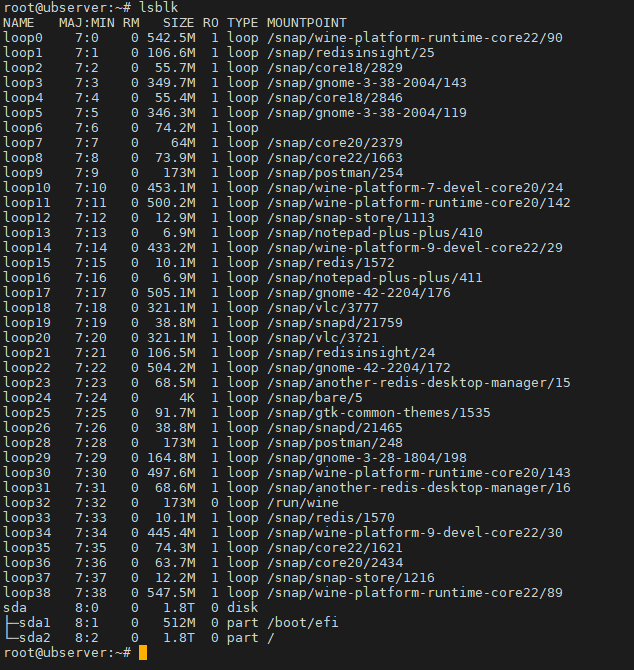 root@ubserver:~# lsblk
NAME   MAJ:MIN RM   SIZE RO TYPE MOUNTPOINT
loop0    7:0    0 542.5M  1 loop /snap/wine-platform-runtime-core22/90
loop1    7:1    0 106.6M  1 loop /snap/redisinsight/25
loop2    7:2    0  55.7M  1 loop /snap/core18/2829
loop3    7:3    0 349.7M  1 loop /snap/gnome-3-38-2004/143
loop4    7:4    0  55.4M  1 loop /snap/core18/2846
loop5    7:5    0 346.3M  1 loop /snap/gnome-3-38-2004/119
loop6    7:6    0  74.2M  1 loop
loop7    7:7    0    64M  1 loop /snap/core20/2379
loop8    7:8    0  73.9M  1 loop /snap/core22/1663
loop9    7:9    0   173M  1 loop /snap/postman/254
loop10   7:10   0 453.1M  1 loop /snap/wine-platform-7-devel-core20/24
loop11   7:11   0 500.2M  1 loop /snap/wine-platform-runtime-core20/142
loop12   7:12   0  12.9M  1 loop /snap/snap-store/1113
loop13   7:13   0   6.9M  1 loop /snap/notepad-plus-plus/410
loop14   7:14   0 433.2M  1 loop /snap/wine-platform-9-devel-core22/29
loop15   7:15   0  10.1M  1 loop /snap/redis/1572
loop16   7:16   0   6.9M  1 loop /snap/notepad-plus-plus/411
loop17   7:17   0 505.1M  1 loop /snap/gnome-42-2204/176
loop18   7:18   0 321.1M  1 loop /snap/vlc/3777
loop19   7:19   0  38.8M  1 loop /snap/snapd/21759
loop20   7:20   0 321.1M  1 loop /snap/vlc/3721
loop21   7:21   0 106.5M  1 loop /snap/redisinsight/24
loop22   7:22   0 504.2M  1 loop /snap/gnome-42-2204/172
loop23   7:23   0  68.5M  1 loop /snap/another-redis-desktop-manager/15
loop24   7:24   0     4K  1 loop /snap/bare/5
loop25   7:25   0  91.7M  1 loop /snap/gtk-common-themes/1535
loop26   7:26   0  38.8M  1 loop /snap/snapd/21465
loop28   7:28   0   173M  1 loop /snap/postman/248
loop29   7:29   0 164.8M  1 loop /snap/gnome-3-28-1804/198
loop30   7:30   0 497.6M  1 loop /snap/wine-platform-runtime-core20/143
loop31   7:31   0  68.6M  1 loop /snap/another-redis-desktop-manager/16
loop32   7:32   0   173M  0 loop /run/wine
loop33   7:33   0  10.1M  1 loop /snap/redis/1570
loop34   7:34   0 445.4M  1 loop /snap/wine-platform-9-devel-core22/30
loop35   7:35   0  74.3M  1 loop /snap/core22/1621
loop36   7:36   0  63.7M  1 loop /snap/core20/2434
loop37   7:37   0  12.2M  1 loop /snap/snap-store/1216
loop38   7:38   0 547.5M  1 loop /snap/wine-platform-runtime-core22/89
sda      8:0    0   1.8T  0 disk
├─sda1   8:1    0   512M  0 part /boot/efi
└─sda2   8:2    0   1.8T  0 part /
root@ubserver:~#